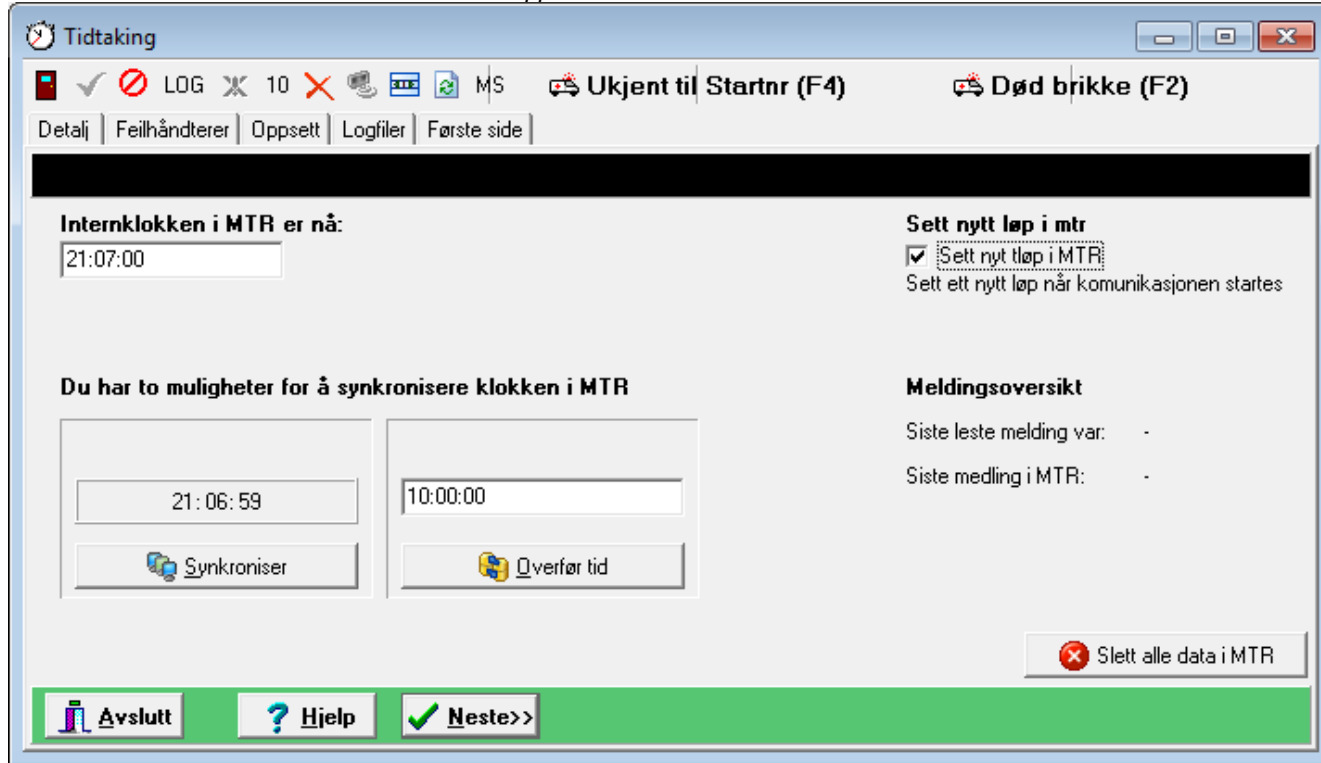 Tidtaking
LOG 10 MS Ukjent til Startnr (F4) Død brikke (F2)
Detalj Feilhåndterer Oppsett Logfiler Første side
Internklokken i MTR er nå:
21:07:00
Sett nytt løp i mtr
Sett nyt tløp i MTR
Sett ett nytt løp når komunikasjonen startes
Du har to muligheter for å synkronisere klokken i MTR
21:06:59
Synkroniser
10:00:00
Overfør tid
Meldingsoversikt
Siste leste melding var: -
Siste medling i MTR: -
Slett alle data i MTR
Avslutt Hjelp Neste>>